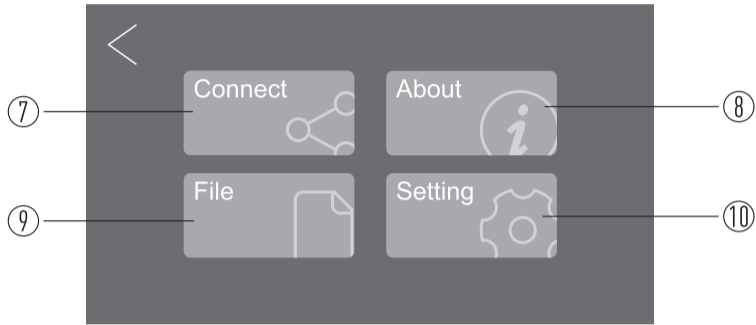 Connect
About
⑦
⑧
File
Setting
⑨
⑩